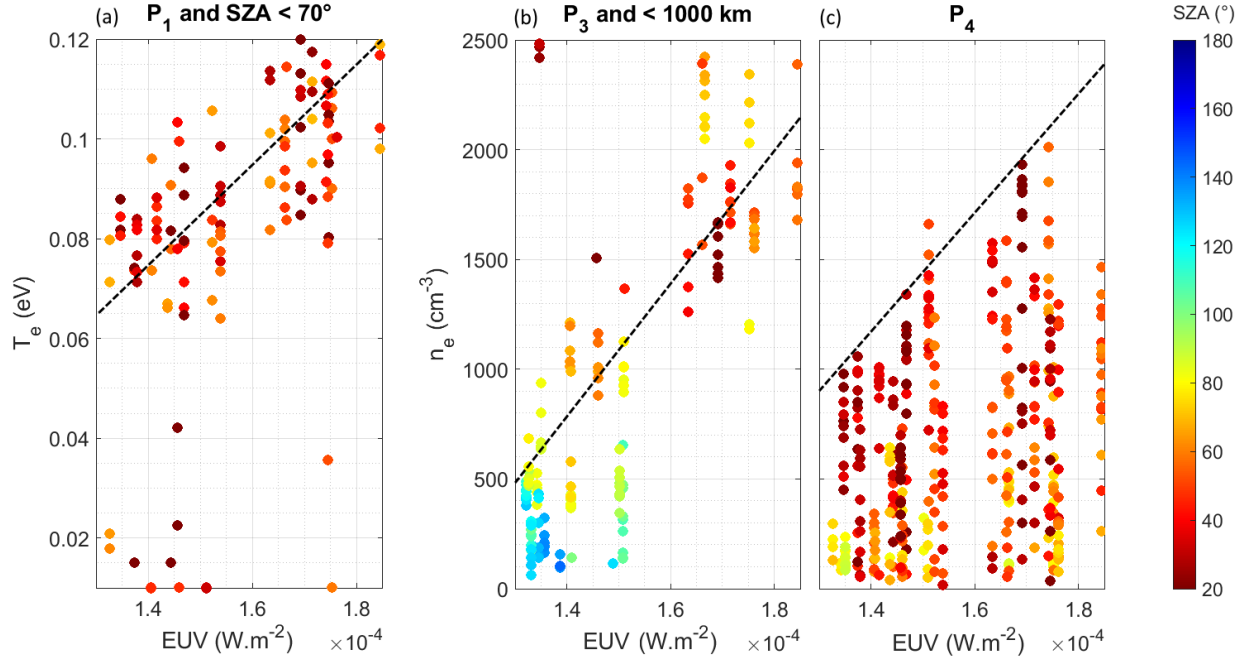 (a) P₁ and SZA < 70°
(b) P₃ and < 1000 km
(c) P₄
SZA (°)
Tₑ (eV)
0.12
0.1
0.08
0.06
0.04
0.02
1.4 1.6 1.8
EUV (W.m⁻²) ×10⁻⁴
nₑ (cm⁻³)
2500
2000
1500
1000
500
0
1.4 1.6 1.8
EUV (W.m⁻²) ×10⁻⁴
1.4 1.6 1.8
EUV (W.m⁻²) ×10⁻⁴
180
160
140
120
100
80
60
40
20